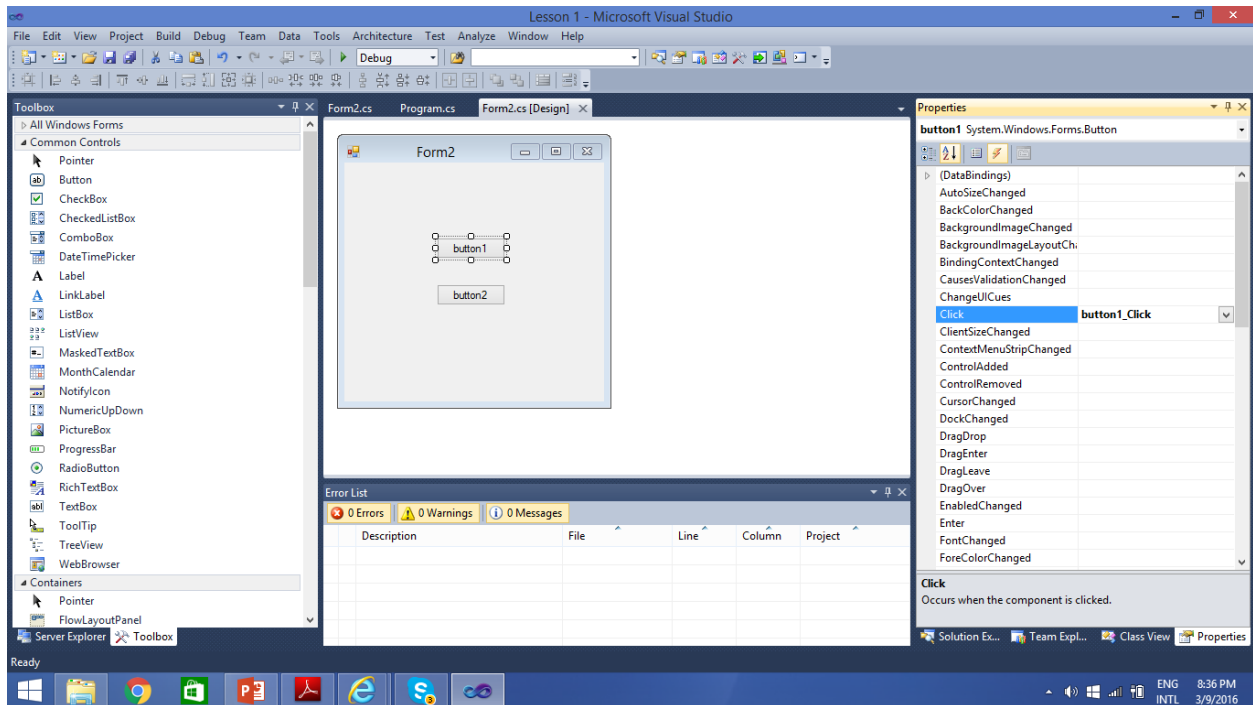 Lesson 1 - Microsoft Visual Studio
File Edit View Project Build Debug Team Data Tools Architecture Test Analyze Window Help
Debug
Toolbox
All Windows Forms
Common Controls
Pointer
Button
CheckBox
CheckedListBox
ComboBox
DateTimePicker
Label
LinkLabel
ListBox
ListView
MaskedTextBox
MonthCalendar
NotifyIcon
NumericUpDown
PictureBox
ProgressBar
RadioButton
RichTextBox
TextBox
ToolTip
TreeView
WebBrowser
Containers
Pointer
FlowLayoutPanel
Server Explorer Toolbox
Form2.cs Program.cs Form2.cs [Design]
Form2
button1
button2
Error List
0 Errors 0 Warnings 0 Messages
Description File Line Column Project
Properties
button1 System.Windows.Forms.Button
(DataBindings)
AutoSizeChanged
BackColorChanged
BackgroundImageChanged
BackgroundImageLayoutCh
BindingContextChanged
CausesValidationChanged
ChangeUICues
Click button1_Click
ClientSizeChanged
ContextMenuStripChanged
ControlAdded
ControlRemoved
CursorChanged
DockChanged
DragDrop
DragEnter
DragLeave
DragOver
EnabledChanged
Enter
FontChanged
ForeColorChanged
Click
Occurs when the component is clicked.
Solution Ex... Team Expl... Class View Properties
Ready
ENG 8:36 PM
INTL 3/9/2016